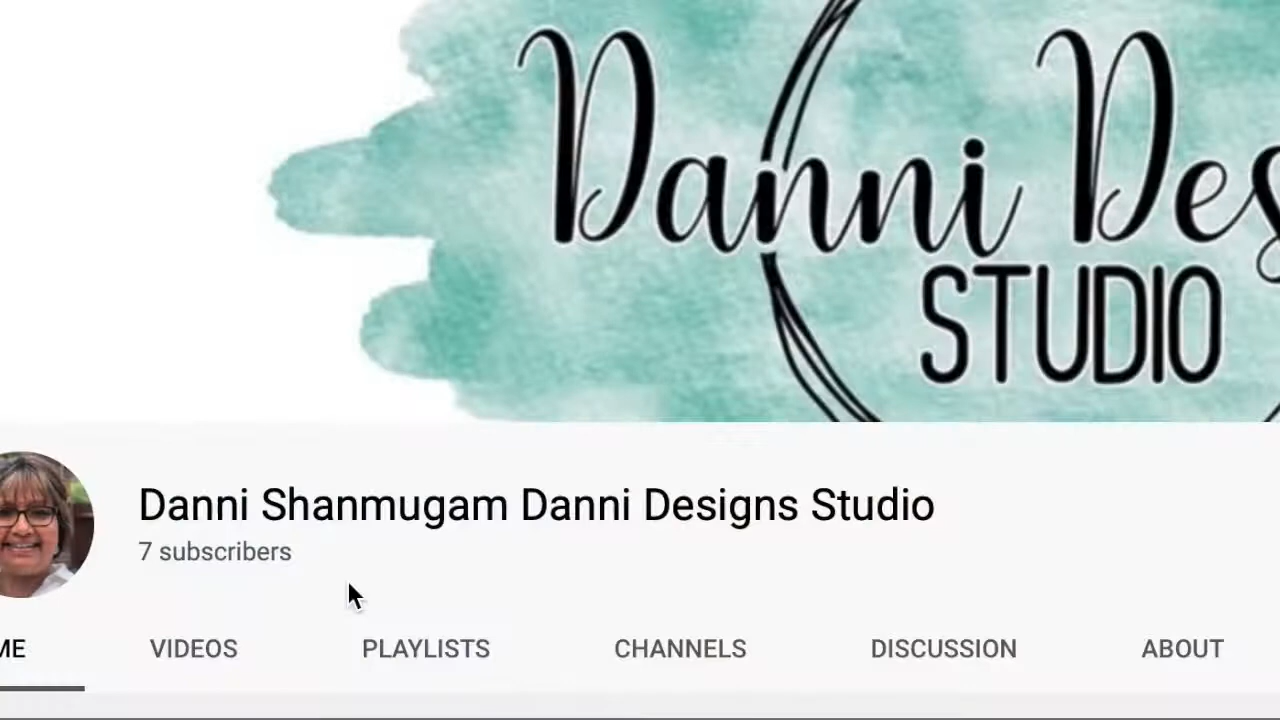 Danni Des
STUDIO
Danni Shanmugam Danni Designs Studio
7 subscribers
ME
VIDEOS
PLAYLISTS
CHANNELS
DISCUSSION
ABOUT